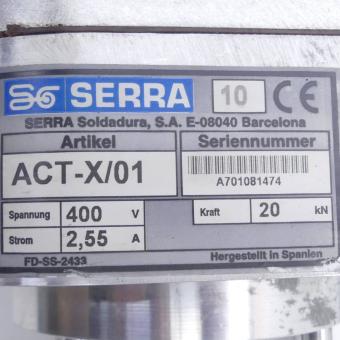 SERRA 10 CE
SERRA Soldadura, S.A. E-08040 Barcelona
Artikel Seriennummer
ACT-X/01
A701081474
Spannung 400 V Kraft 20 kN
Strom 2,55 A
FD-SS-2433 Hergestellt in Spanien